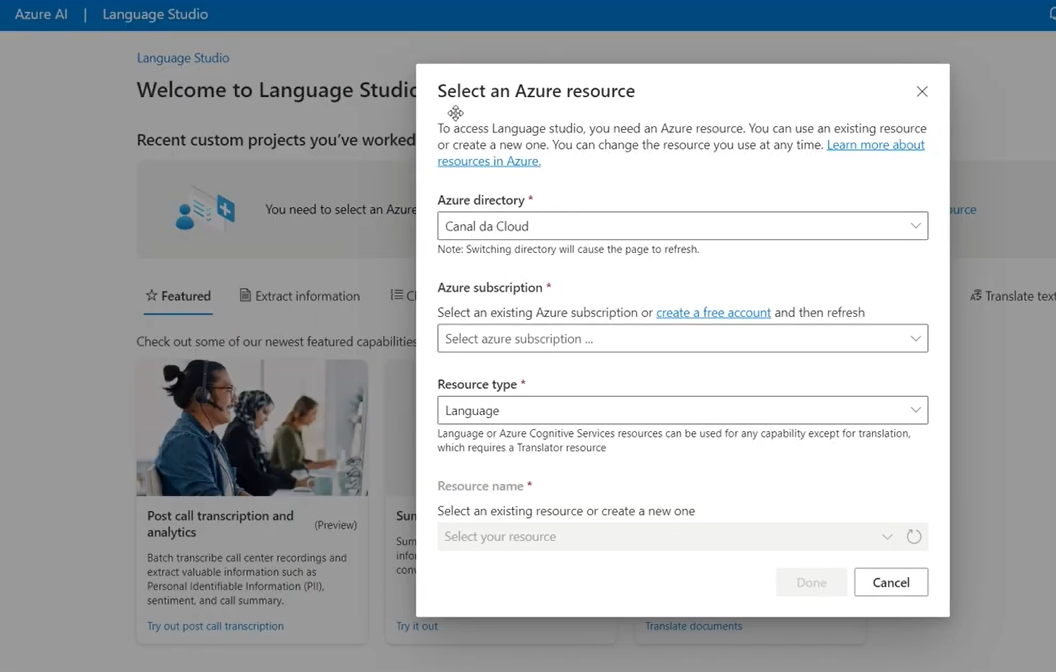 Azure AI | Language Studio
Language Studio
Welcome to Language Studio
Recent custom projects you've worked
You need to select an Azure
Featured
Extract information
Translate text
Check out some of our newest featured capabilities
Post call transcription and
analytics
(Preview)
Batch transcribe call center recordings and
extract valuable information such as
Personal Identifiable Information (PII),
sentiment, and call summary.
Try out post call transcription
Try it out
Translate documents
Select an Azure resource
To access Language studio, you need an Azure resource. You can use an existing resource
or create a new one. You can change the resource you use at any time. Learn more about
resources in Azure.
Azure directory *
Canal da Cloud
Note: Switching directory will cause the page to refresh.
Azure subscription *
Select an existing Azure subscription or create a free account and then refresh
Select azure subscription ...
Resource type *
Language
Language or Azure Cognitive Services resources can be used for any capability except for translation,
which requires a Translator resource
Resource name *
Select an existing resource or create a new one
Select your resource
Done
Cancel